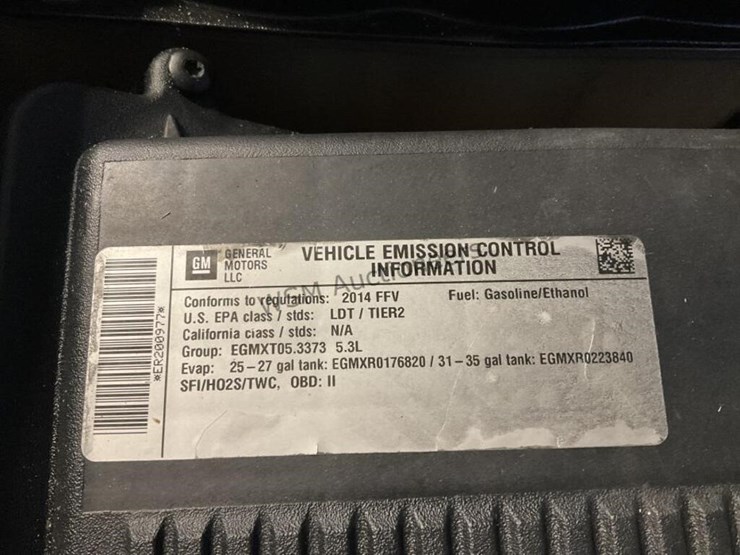 GM
GENERAL
MOTORS
LLC
VEHICLE EMISSION CONTROL
INFORMATION
WSM Auctioneers
Conforms to regulations: 2014 FFV Fuel: Gasoline/Ethanol
U.S. EPA class / stds: LDT / TIER2
California class / stds: N/A
Group: EGMXT05.3373 5.3L
Evap: 25-27 gal tank: EGMXR0176820 / 31-35 gal tank: EGMXR0223840
SFI/HO2S/TWC, OBD: II
*ER200977*